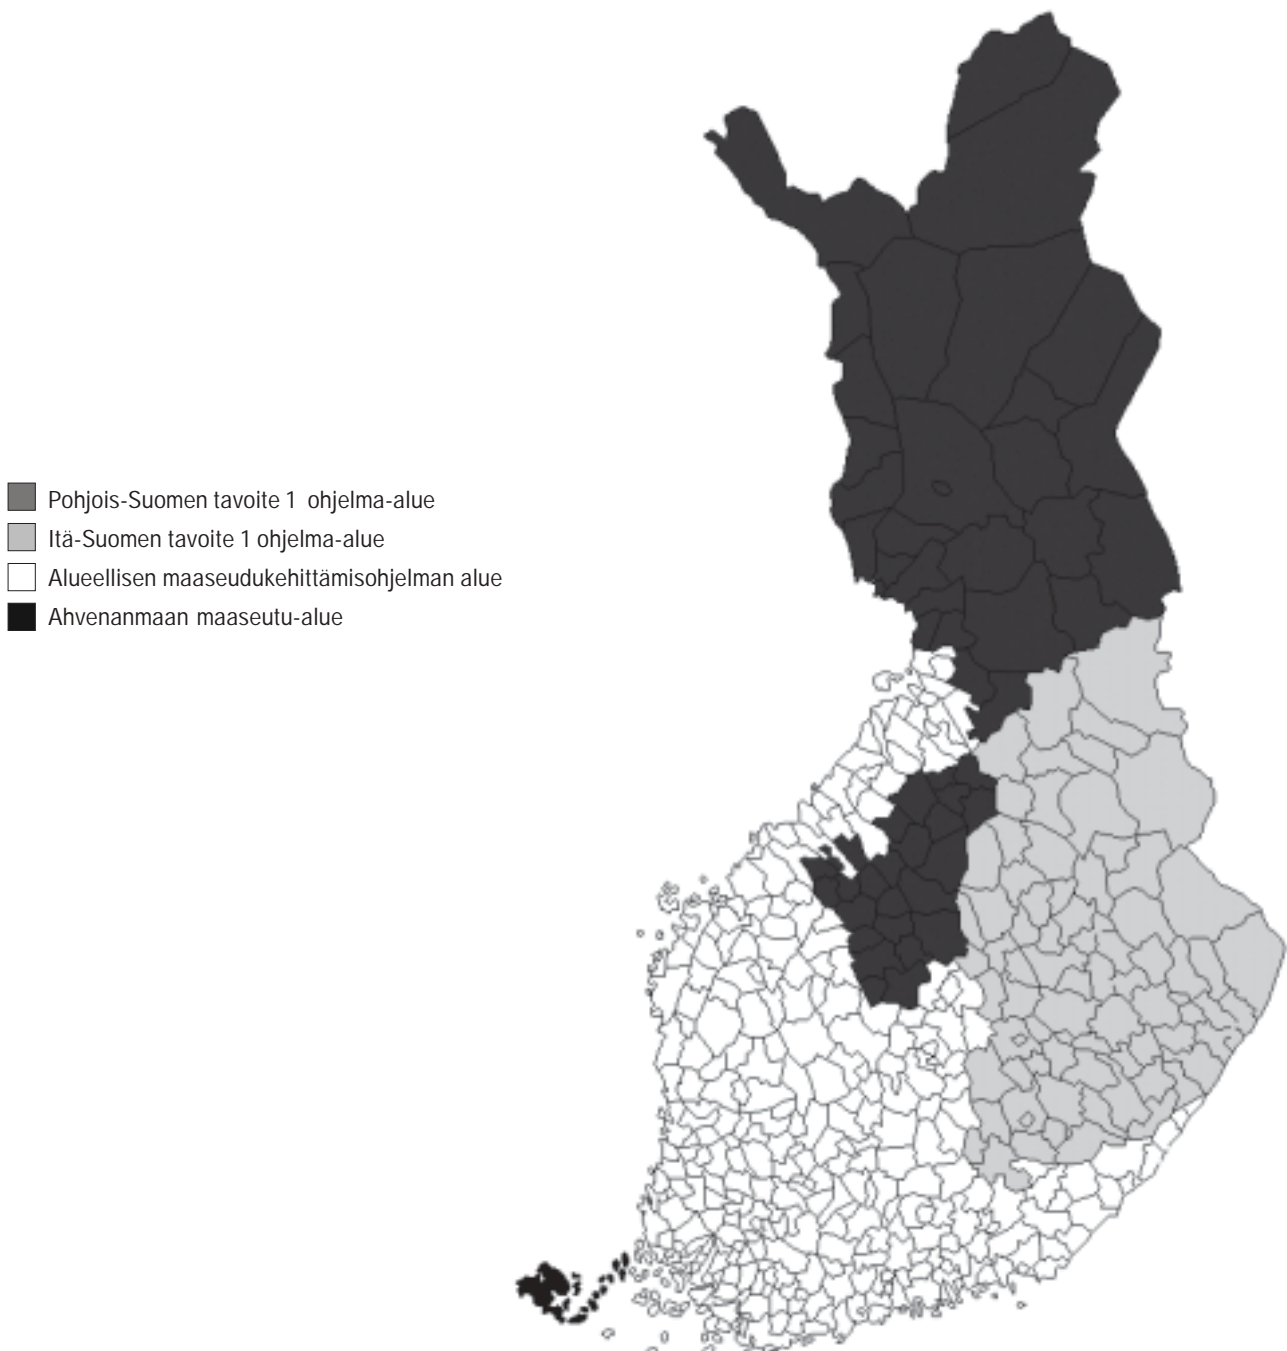 Pohjois-Suomen tavoite 1 ohjelma-alue
Itä-Suomen tavoite 1 ohjelma-alue
Alueellisen maaseudukehittämisohjelman alue
Ahvenanmaan maaseutu-alue